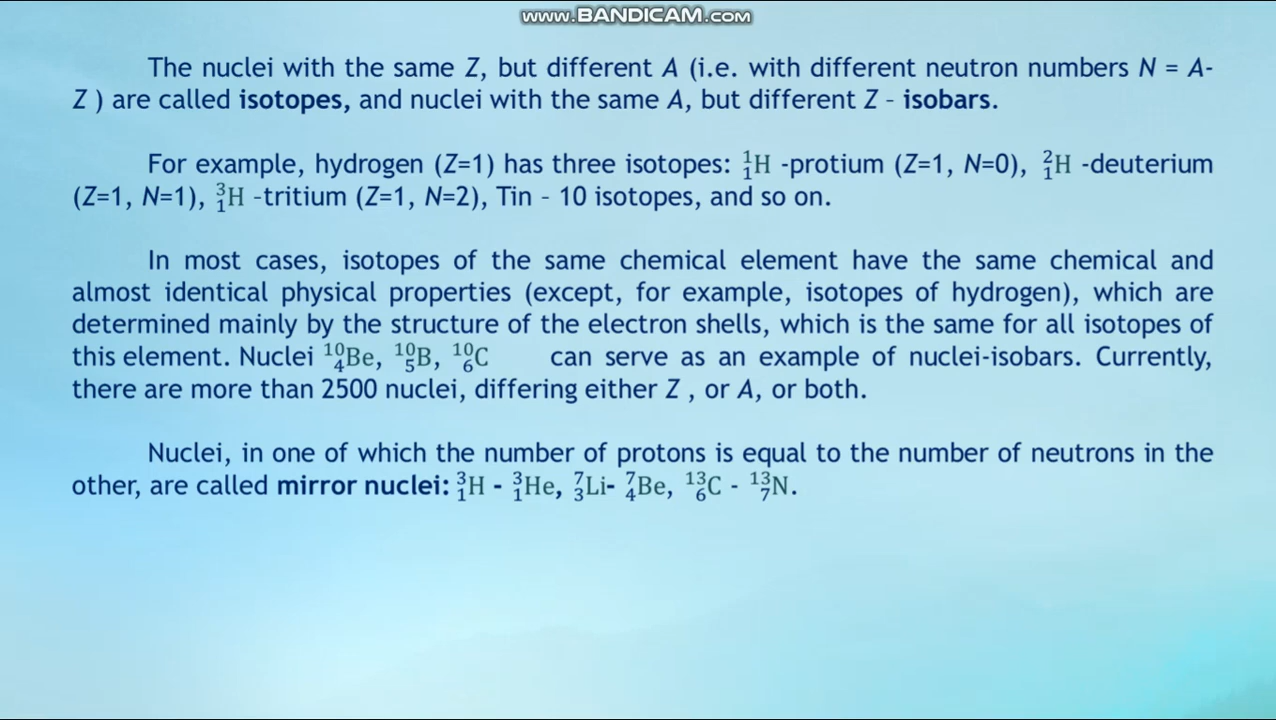 www.BANDICAM.com
The nuclei with the same Z, but different A (i.e. with different neutron numbers N = A-
Z ) are called isotopes, and nuclei with the same A, but different Z - isobars.
For example, hydrogen (Z=1) has three isotopes: ¹₁H -protium (Z=1, N=0), ²₁H -deuterium
(Z=1, N=1), ³₁H -tritium (Z=1, N=2), Tin - 10 isotopes, and so on.
In most cases, isotopes of the same chemical element have the same chemical and
almost identical physical properties (except, for example, isotopes of hydrogen), which are
determined mainly by the structure of the electron shells, which is the same for all isotopes of
this element. Nuclei ¹⁰₄Be, ¹⁰₅B, ¹⁰₆C can serve as an example of nuclei-isobars. Currently,
there are more than 2500 nuclei, differing either Z , or A, or both.
Nuclei, in one of which the number of protons is equal to the number of neutrons in the
other, are called mirror nuclei: ³₁H - ³₁He, ⁷₃Li- ⁷₄Be, ¹³₆C - ¹³₇N.